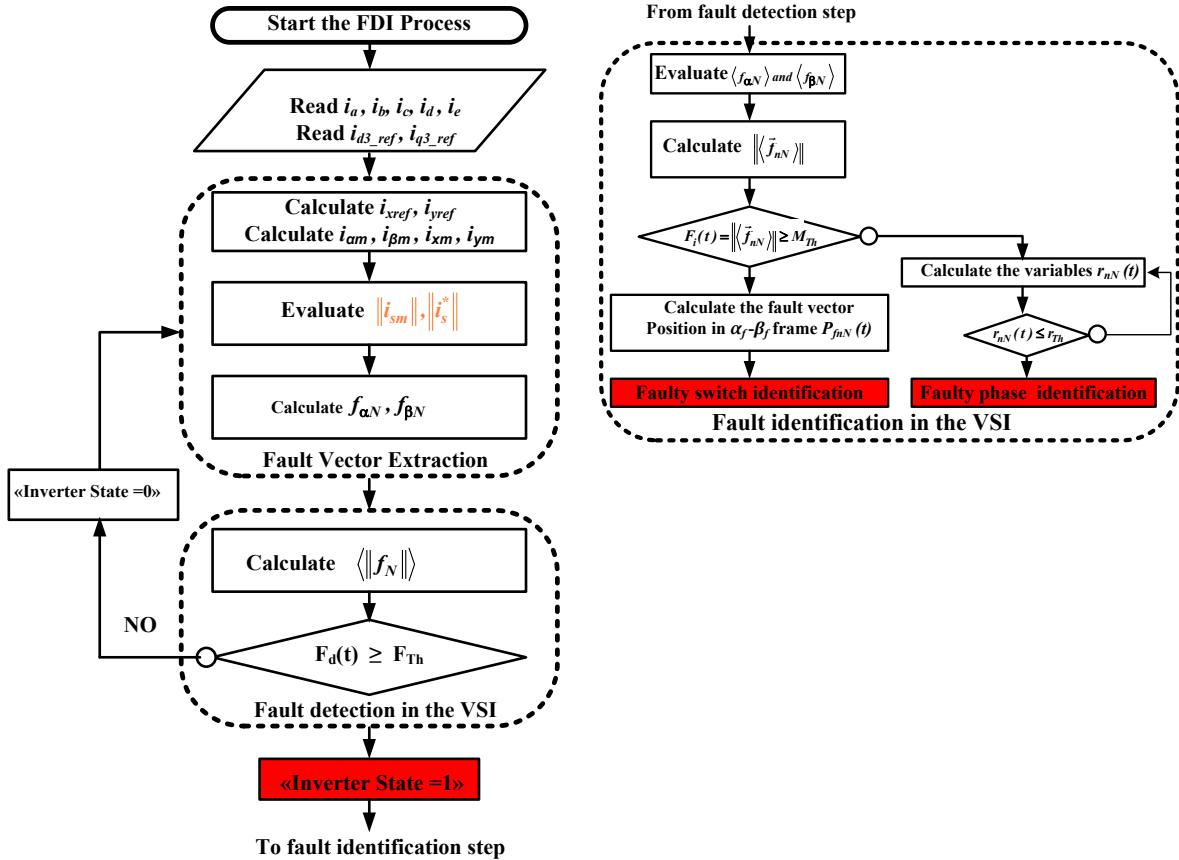 Start the FDI Process
Read i_a , i_b , i_c , i_d , i_e
Read i_d3_ref , i_q3_ref
Calculate i_xref , i_yref
Calculate i_αm , i_βm , i_xm , i_ym
Evaluate ‖i_sm‖ , ‖i_s^*‖
Calculate f_αN , f_βN
Fault Vector Extraction
«Inverter State =0»
Calculate ⟨‖f_N‖⟩
NO
F_d(t) ≥ F_Th
Fault detection in the VSI
«Inverter State =1»
To fault identification step
From fault detection step
Evaluate ⟨f_αN⟩ and ⟨f_βN⟩
Calculate ‖⟨f⃗_nN⟩‖
F_i(t)=‖⟨f⃗_nN⟩‖ ≥ M_Th
Calculate the variables r_nN(t)
Calculate the fault vector
Position in α_f-β_f frame P_fnN(t)
r_nN(t) ≤ r_Th
Faulty switch identification
Faulty phase identification
Fault identification in the VSI